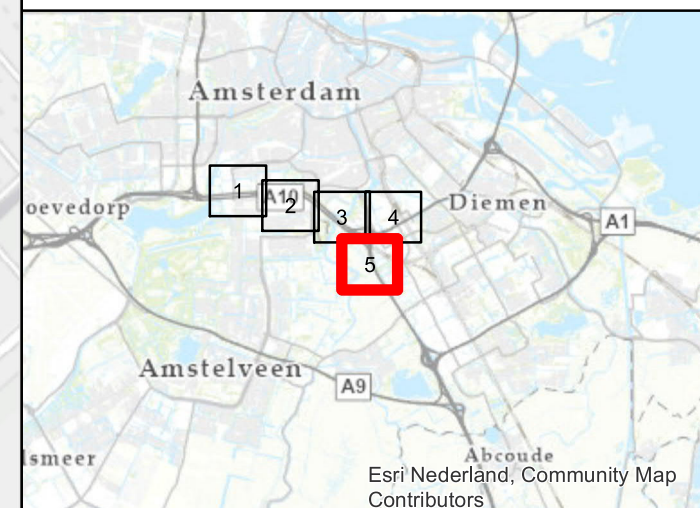 Amsterdam
1
A10
2
oevedorp
Diemen
3
4
A1
5
Amstelveen
A9
lsmeer
Abcoude
Esri Nederland, Community Map
Contributors